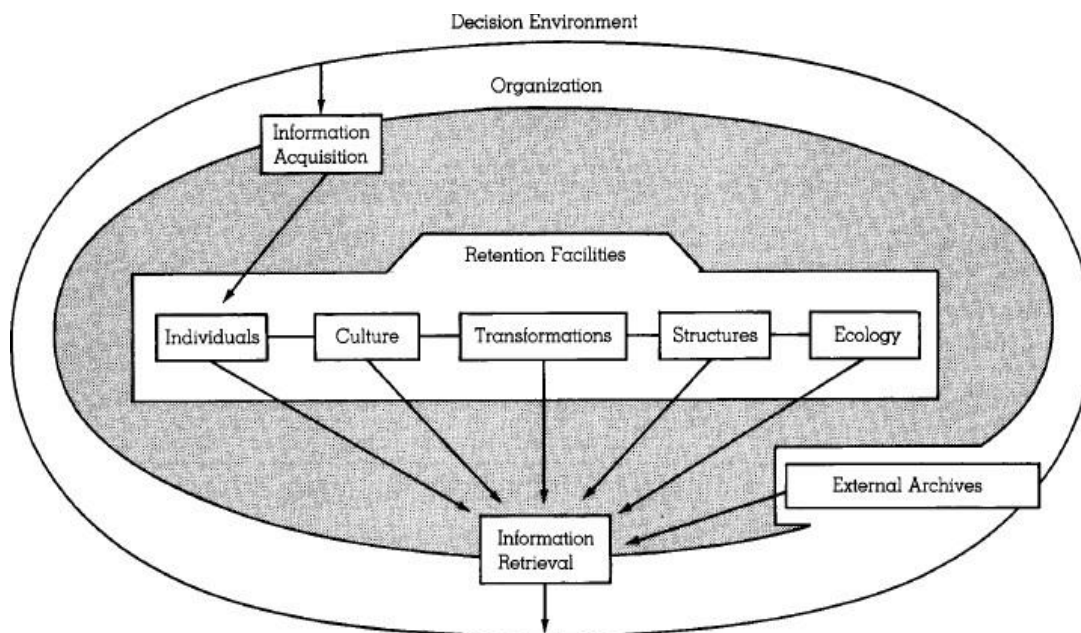 Decision Environment
Organization
Information
Acquisition
Retention Facilities
Individuals
Culture
Transformations
Structures
Ecology
External Archives
Information
Retrieval